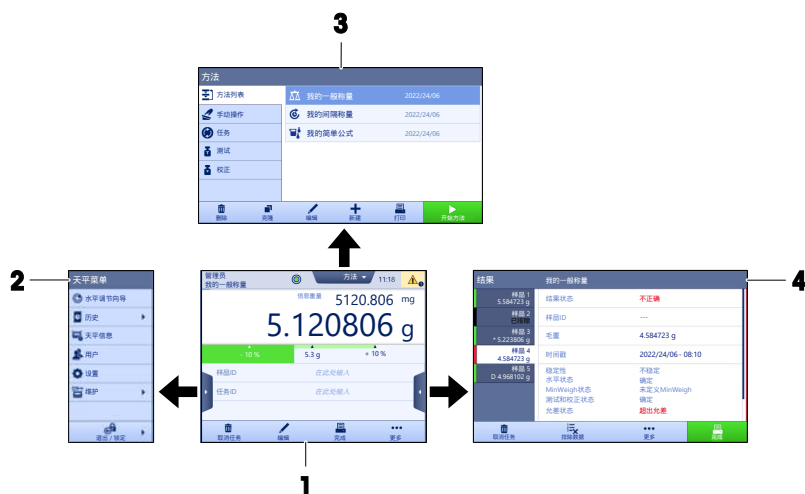 3
方法
方法列表
手动操作
任务
测试
校正
我的一般称量 2022/24/06
我的间隔称量 2022/24/06
我的简单公式 2022/24/06
删除 克隆 编辑 新建 打印 开始方法
2
天平菜单
水平调节向导
历史
天平信息
用户
设置
维护
退出 / 锁定
管理员
我的一般称量
方法 11:18
信息重量 5120.806 mg
5.120806 g
- 10 % 5.3 g + 10 %
样品ID 在此处输入
任务ID 在此处输入
取消任务 编辑 完成 更多
1
4
结果 我的一般称量
样品 1
5.584723 g
样品 2
已排除
样品 3
* 5.223806 g
样品 4
4.584723 g
样品 5
D 4.968102 g
结果状态 不正确
样品ID ---
毛重 4.584723 g
时间戳 2022/24/06 - 08:10
稳定性 不稳定
水平状态 确定
MinWeigh状态 未定义MinWeigh
测试和校正状态 确定
允差状态 超出允差
取消任务 排除数据 更多 完成